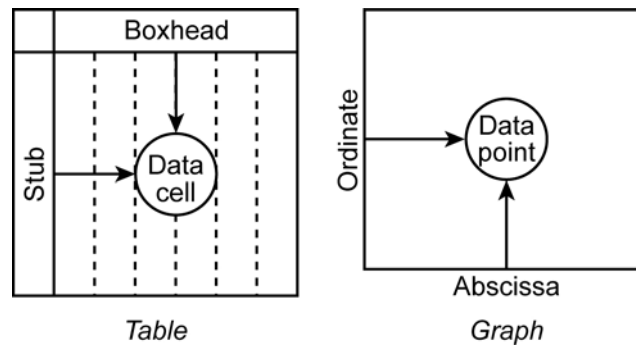 Boxhead
Stub
Data
cell
Table
Ordinate
Data
point
Abscissa
Graph